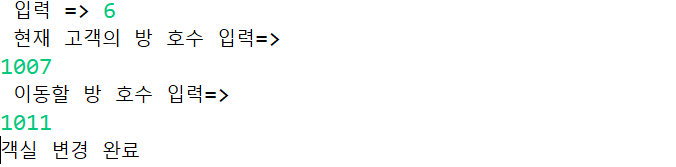 입력 => 6
현재 고객의 방 호수 입력=>
1007
이동할 방 호수 입력=>
1011
객실 변경 완료